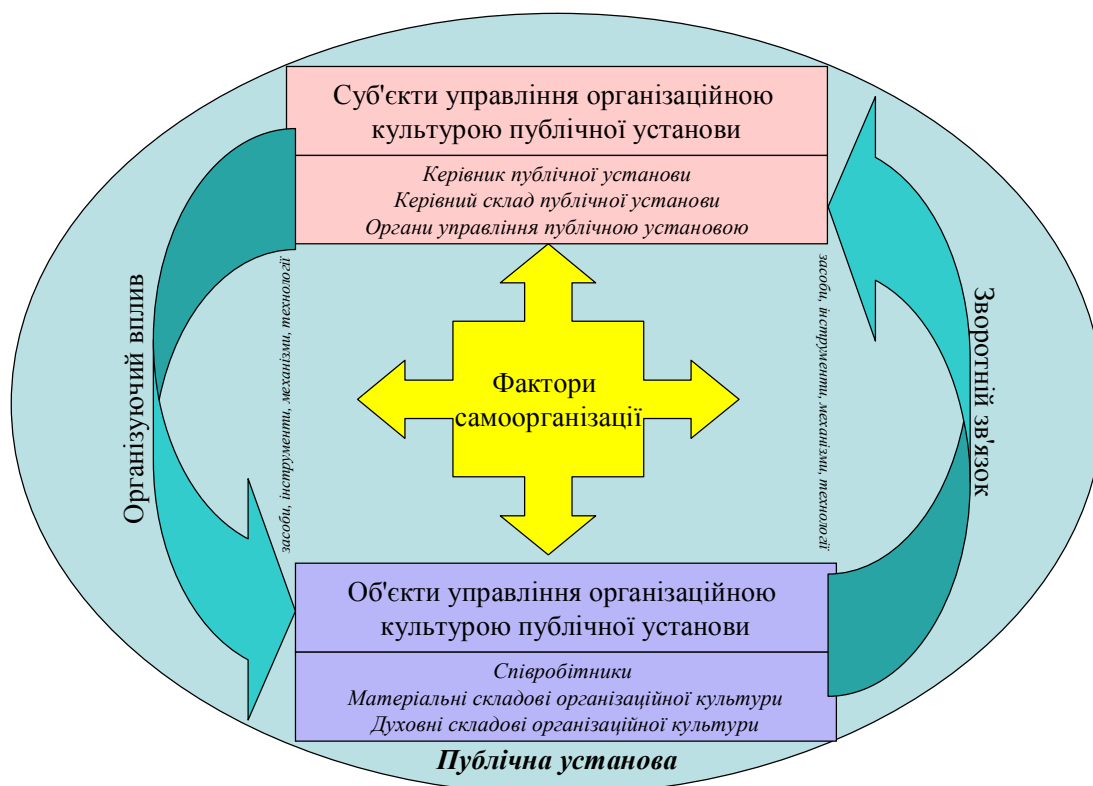 Суб'єкти управління організаційною
культурою публічної установи
Керівник публічної установи
Керівний склад публічної установи
Органи управління публічною установою
Організуючий вплив
засоби, інструменти, механізми, технології
Фактори
самоорганізації
засоби, інструменти, механізми, технології
Зворотній зв'язок
Об'єкти управління організаційною
культурою публічної установи
Співробітники
Матеріальні складові організаційної культури
Духовні складові організаційної культури
Публічна установа